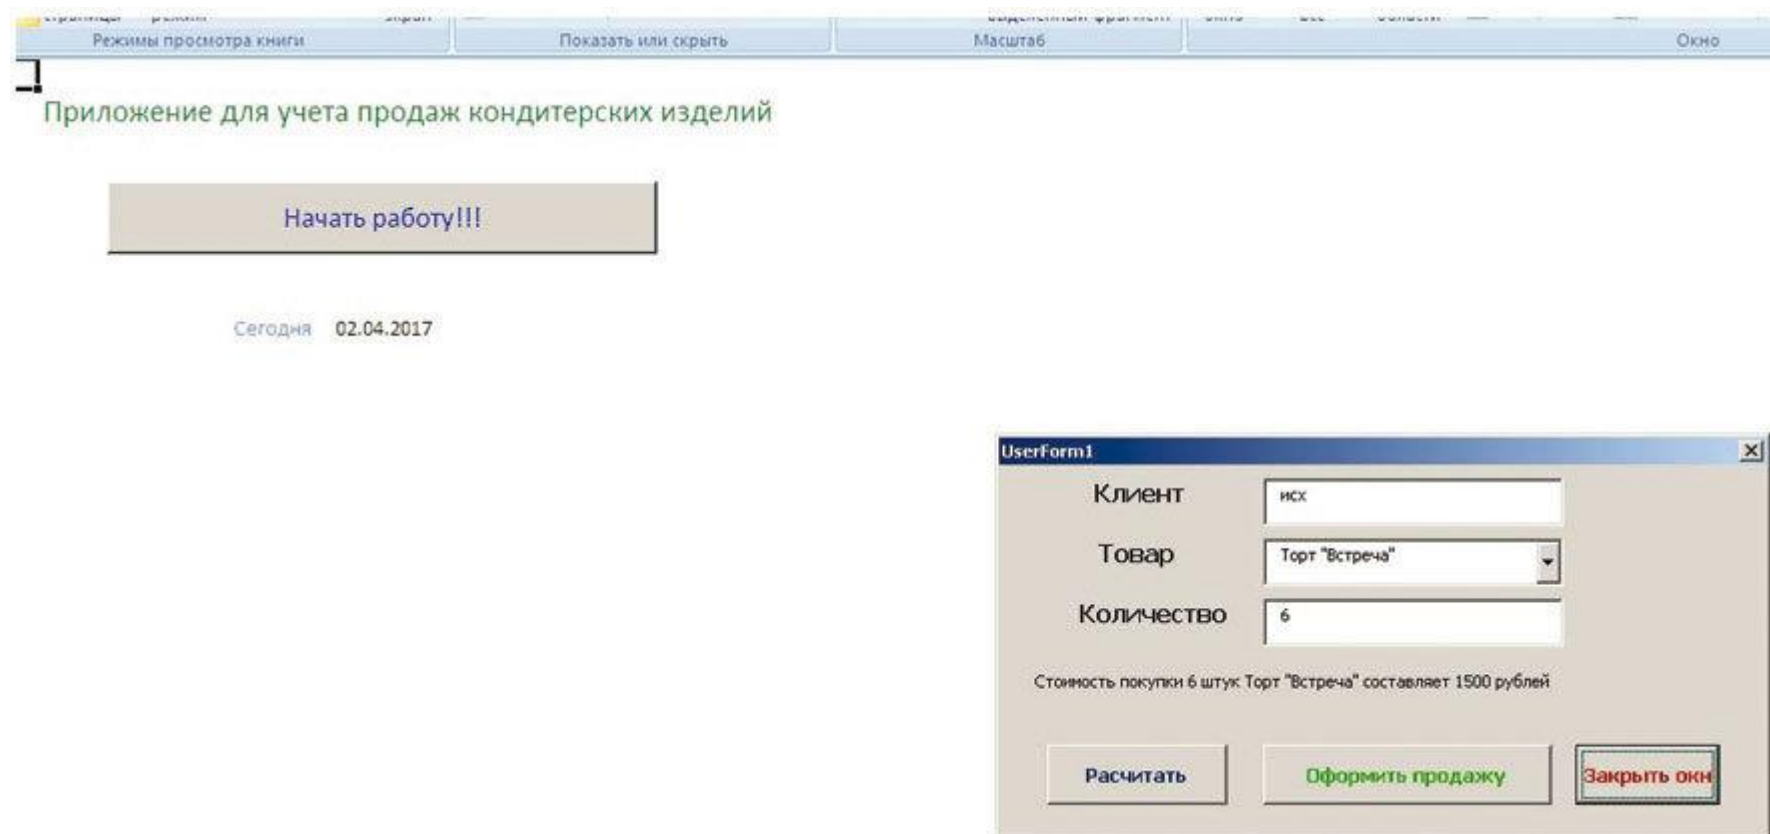 Режимы просмотра книги Показать или скрыть Масштаб Окно
Приложение для учета продаж кондитерских изделий
Начать работу!!!
Сегодня 02.04.2017
UserForm1
Клиент исх
Товар Торт "Встреча"
Количество 6
Стоимость покупки 6 штук Торт "Встреча" составляет 1500 рублей
Расчитать Оформить продажу Закрыть окн